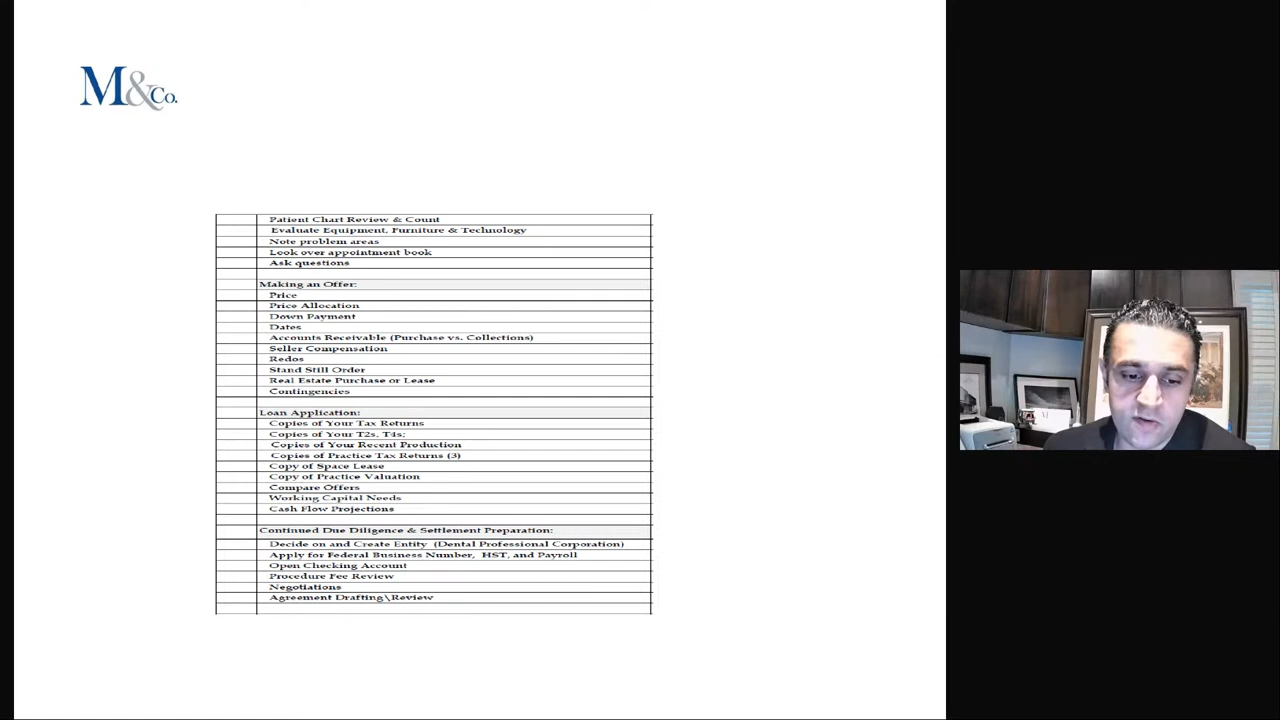 M&Co.
Patient Chart Review & Count
Evaluate Equipment, Furniture & Technology
Note problem areas
Look over appointment book
Ask questions
Making an Offer:
Price
Price Allocation
Down Payment
Dates
Accounts Receivable (Purchase vs. Collections)
Seller Compensation
Redos
Stand Still Order
Real Estate Purchase or Lease
Contingencies
Loan Application:
Copies of Your Tax Returns
Copies of Your T2s, T4s;
Copies of Your Recent Production
Copies of Practice Tax Returns (3)
Copy of Space Lease
Copy of Practice Valuation
Compare Offers
Working Capital Needs
Cash Flow Projections
Continued Due Diligence & Settlement Preparation:
Decide on and Create Entity (Dental Professional Corporation)
Apply for Federal Business Number, HST, and Payroll
Open Checking Account
Procedure Fee Review
Negotiations
Agreement Drafting\Review